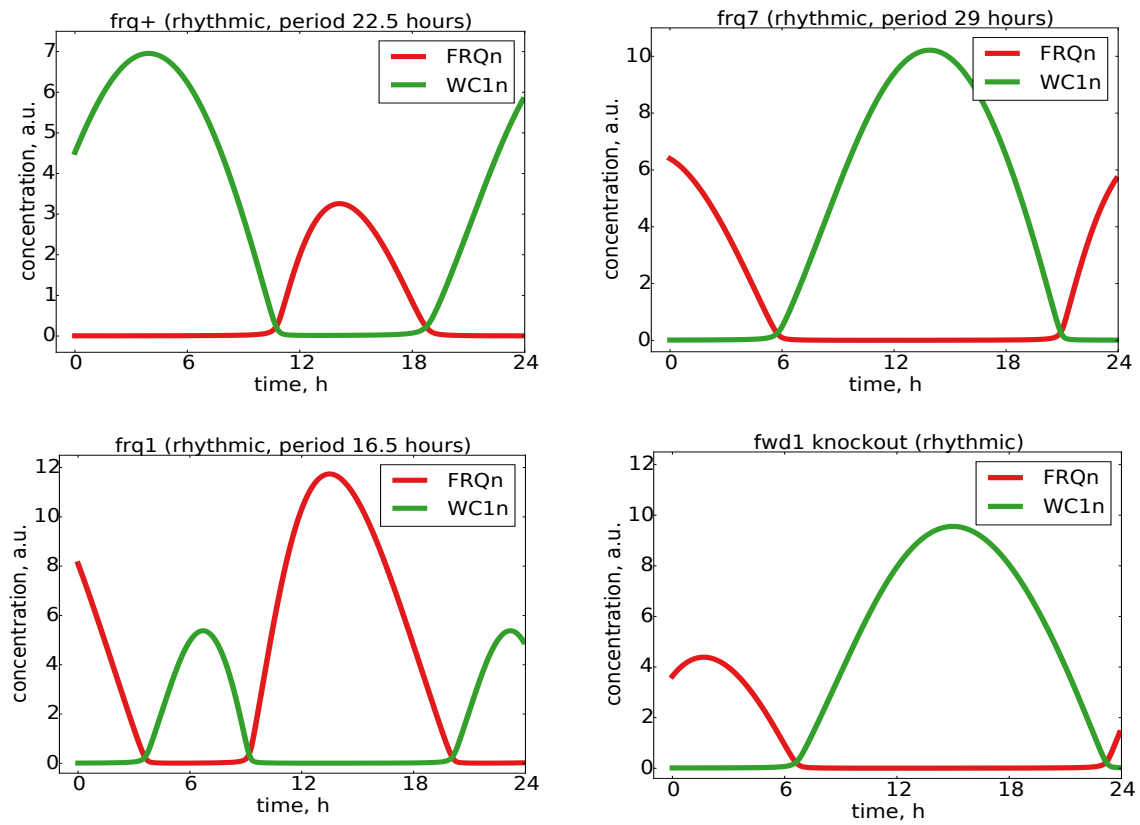 frq+ (rhythmic, period 22.5 hours)
7
6
5
4
3
2
1
0
concentration, a.u.
FRQn
WC1n
0 6 12 18 24
time, h
frq7 (rhythmic, period 29 hours)
10
8
6
4
2
0
concentration, a.u.
FRQn
WC1n
0 6 12 18 24
time, h
frq1 (rhythmic, period 16.5 hours)
12
10
8
6
4
2
0
concentration, a.u.
FRQn
WC1n
0 6 12 18 24
time, h
fwd1 knockout (rhythmic)
12
10
8
6
4
2
0
concentration, a.u.
FRQn
WC1n
0 6 12 18 24
time, h